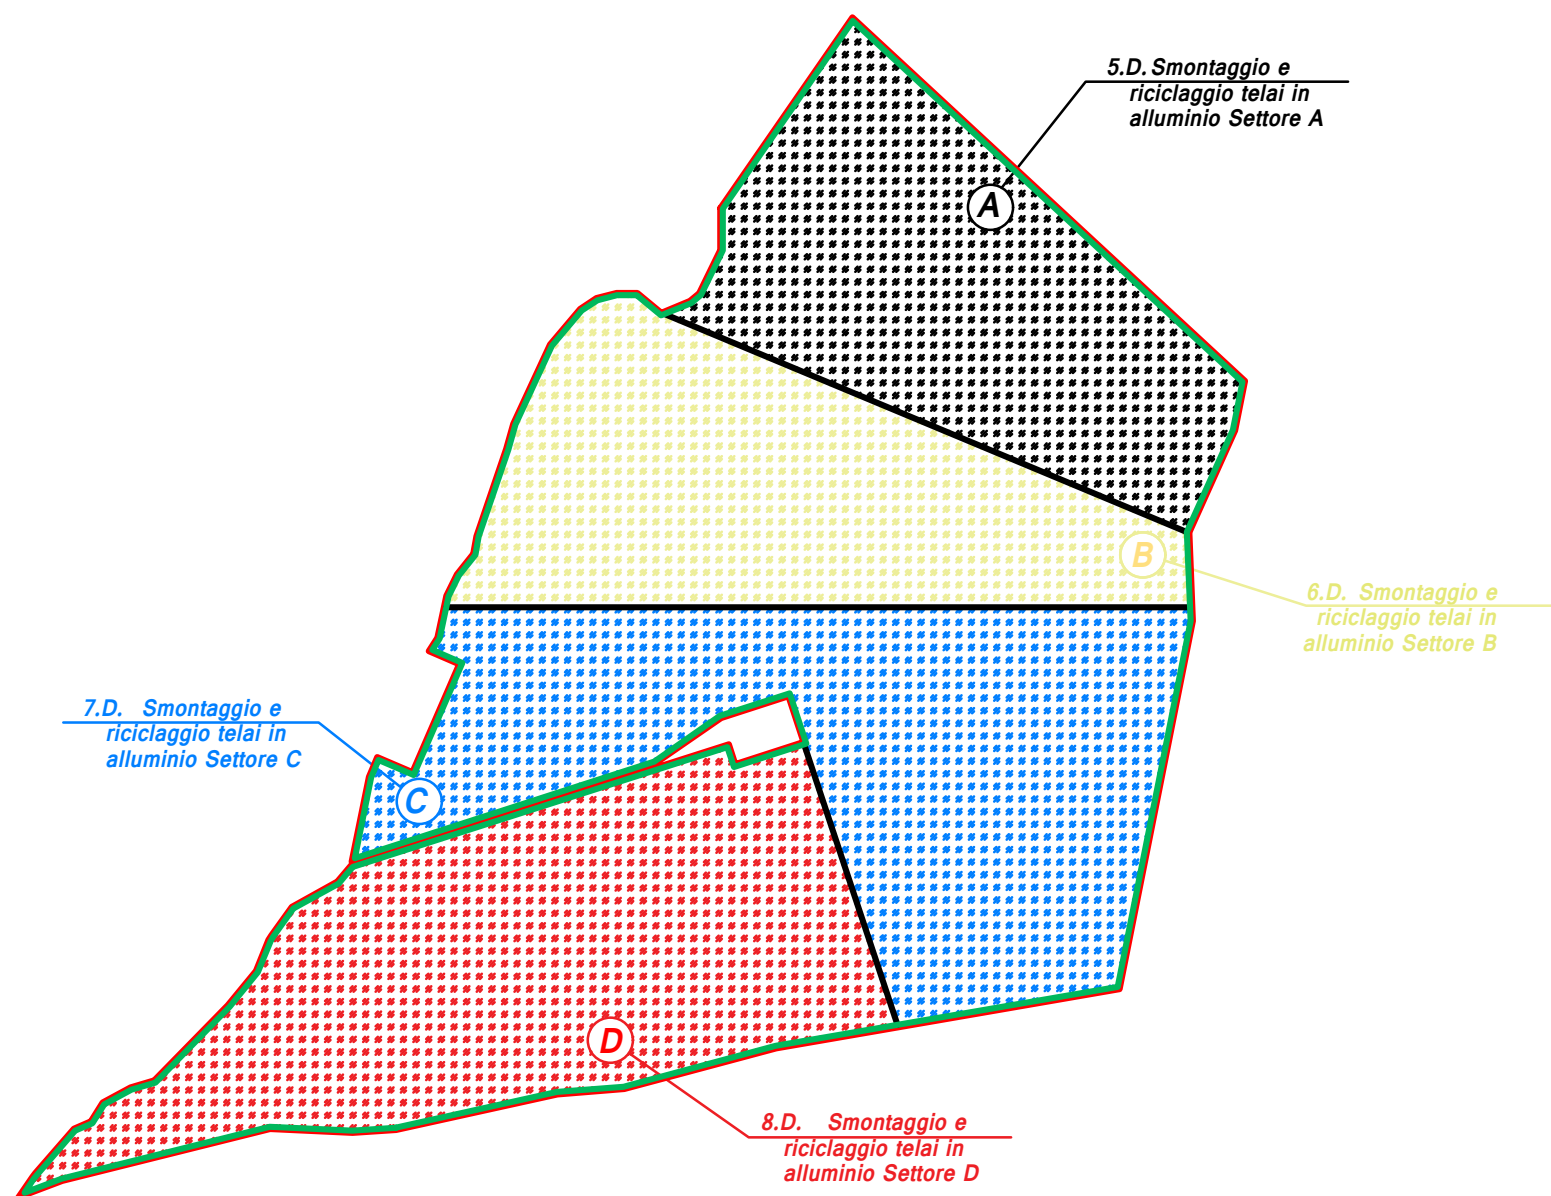 5.D. Smontaggio e
riciclaggio telai in
alluminio Settore A
A
B
6.D. Smontaggio e
riciclaggio telai in
alluminio Settore B
7.D. Smontaggio e
riciclaggio telai in
alluminio Settore C
C
D
8.D. Smontaggio e
riciclaggio telai in
alluminio Settore D